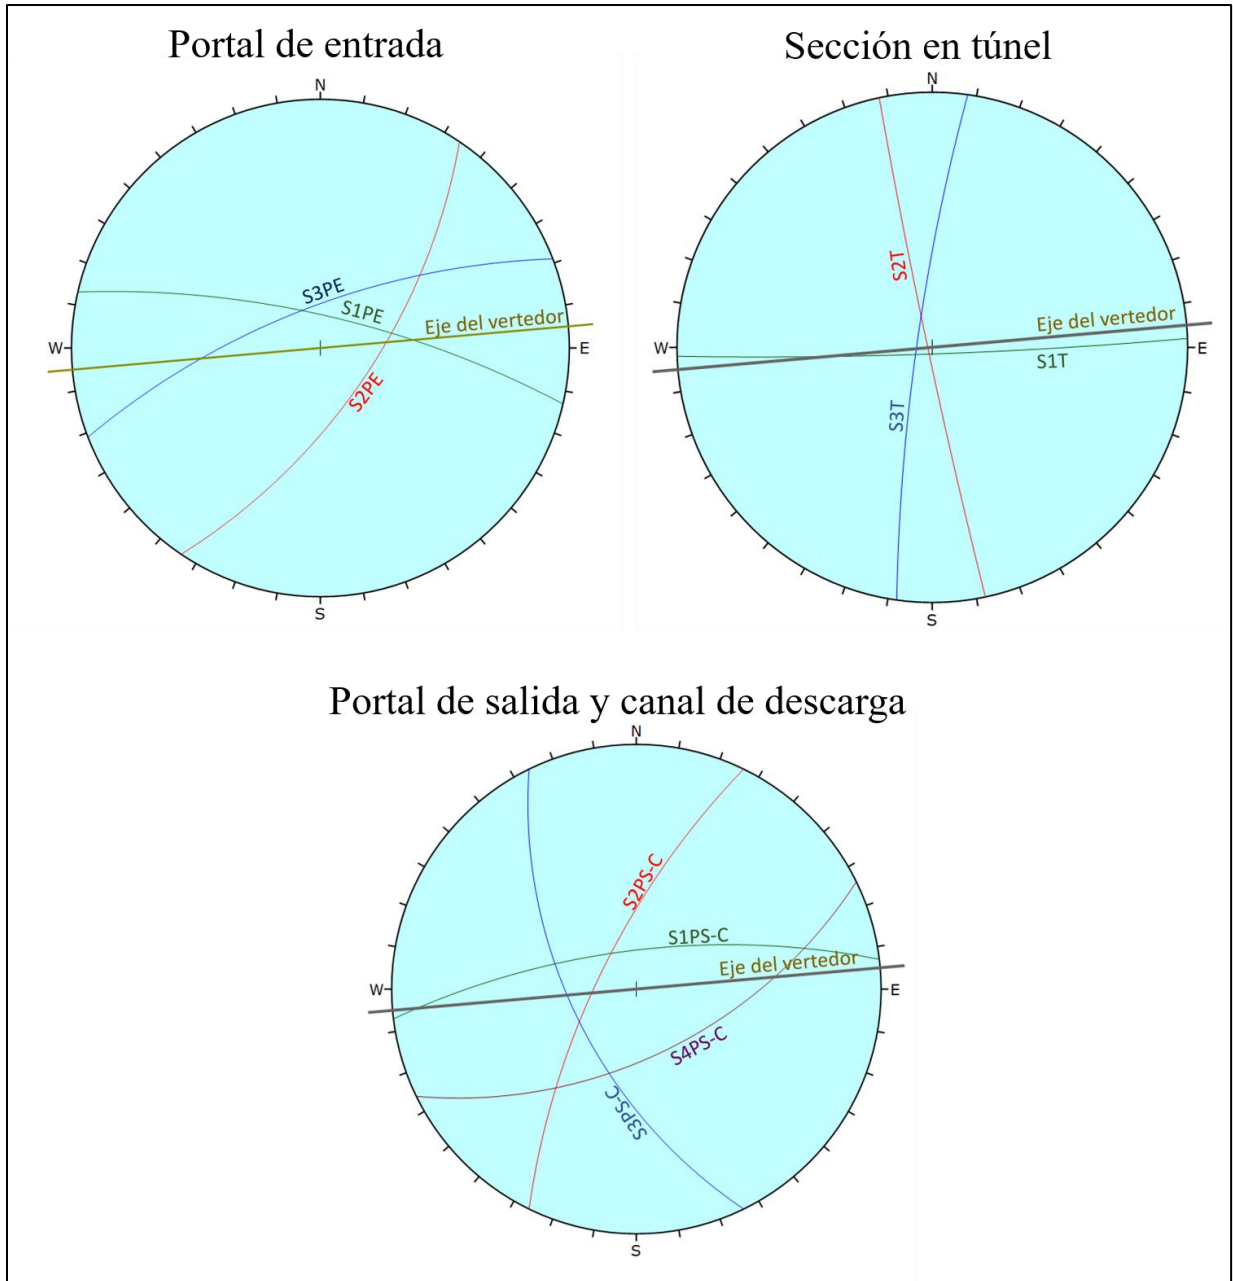 Portal de entrada
N
S3PE
S1PE
Eje del vertedor
W
E
S2PE
S
Sección en túnel
N
S2T
Eje del vertedor
W
E
S1T
S3T
S
Portal de salida y canal de descarga
N
S2PS-C
S1PS-C
Eje del vertedor
W
E
S4PS-C
S3PS-C
S